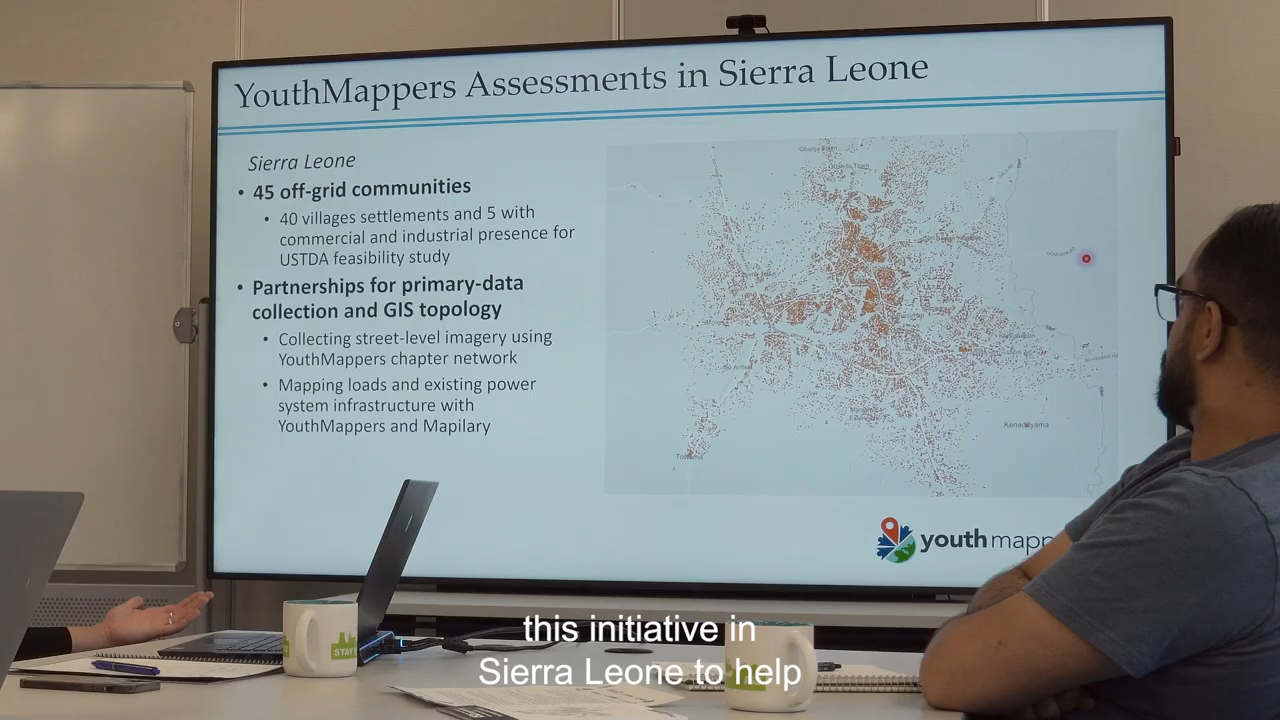 YouthMappers Assessments in Sierra Leone
Sierra Leone
• 45 off-grid communities
• 40 villages settlements and 5 with
commercial and industrial presence for
USTDA feasibility study
• Partnerships for primary-data
collection and GIS topology
• Collecting street-level imagery using
YouthMappers chapter network
• Mapping loads and existing power
system infrastructure with
YouthMappers and Mapilary
Kenedeyama
youthmapp
STAY
this initiative in
Sierra Leone to help